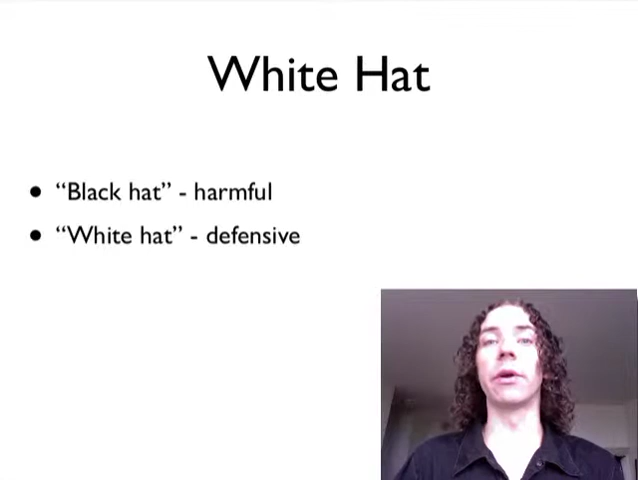 White Hat
• “Black hat” - harmful
• “White hat” - defensive